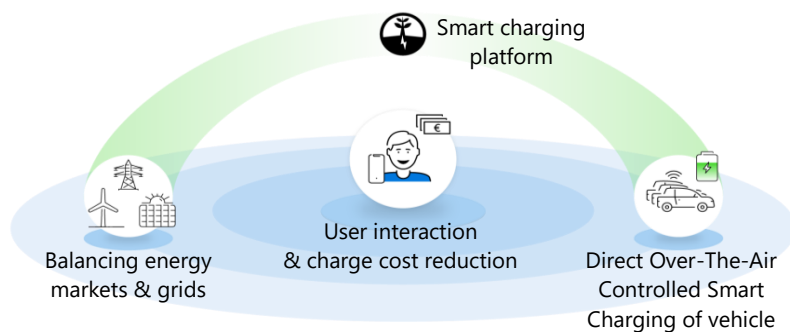 Smart charging
platform
€
User interaction
& charge cost reduction
Balancing energy
markets & grids
Direct Over-The-Air
Controlled Smart
Charging of vehicle